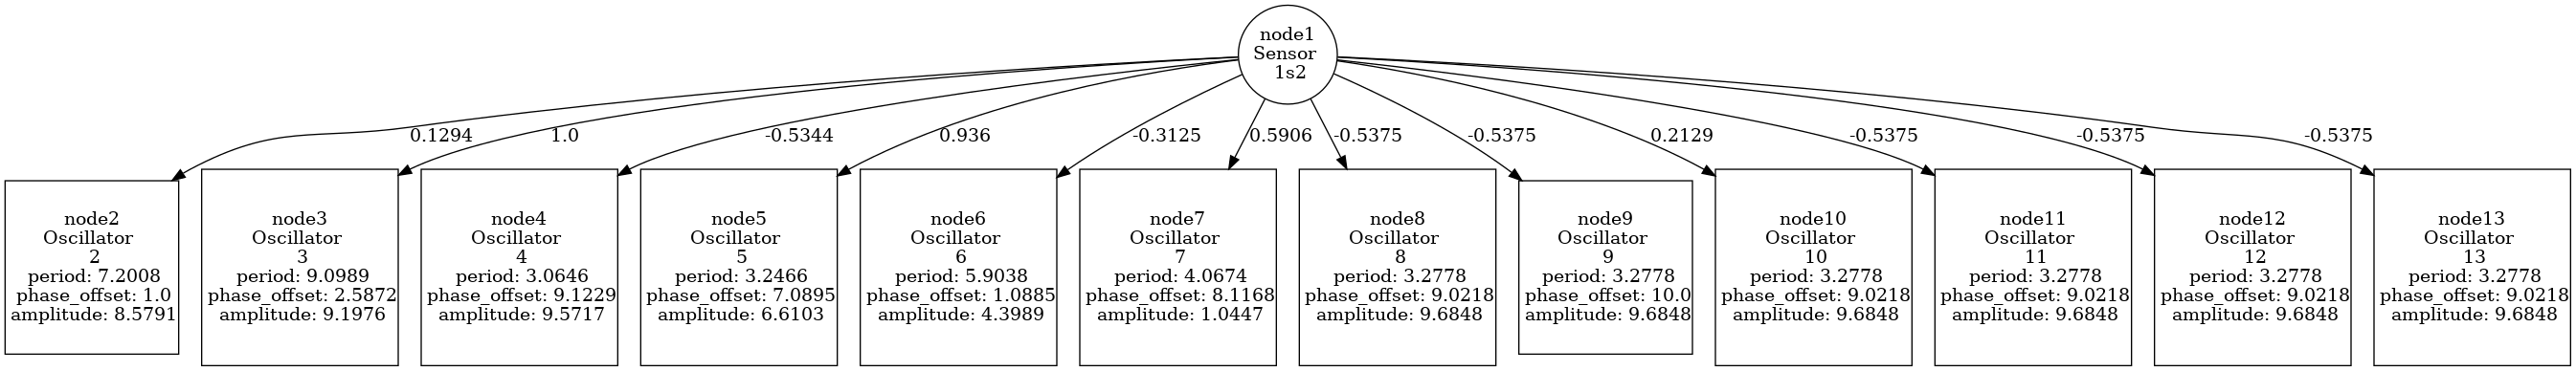 node1
Sensor
1s2
0.1294
1.0
-0.5344
0.936
-0.3125
0.5906
-0.5375
-0.5375
0.2129
-0.5375
-0.5375
-0.5375
node2
Oscillator
2
period: 7.2008
phase_offset: 1.0
amplitude: 8.5791
node3
Oscillator
3
period: 9.0989
phase_offset: 2.5872
amplitude: 9.1976
node4
Oscillator
4
period: 3.0646
phase_offset: 9.1229
amplitude: 9.5717
node5
Oscillator
5
period: 3.2466
phase_offset: 7.0895
amplitude: 6.6103
node6
Oscillator
6
period: 5.9038
phase_offset: 1.0885
amplitude: 4.3989
node7
Oscillator
7
period: 4.0674
phase_offset: 8.1168
amplitude: 1.0447
node8
Oscillator
8
period: 3.2778
phase_offset: 9.0218
amplitude: 9.6848
node9
Oscillator
9
period: 3.2778
phase_offset: 10.0
amplitude: 9.6848
node10
Oscillator
10
period: 3.2778
phase_offset: 9.0218
amplitude: 9.6848
node11
Oscillator
11
period: 3.2778
phase_offset: 9.0218
amplitude: 9.6848
node12
Oscillator
12
period: 3.2778
phase_offset: 9.0218
amplitude: 9.6848
node13
Oscillator
13
period: 3.2778
phase_offset: 9.0218
amplitude: 9.6848